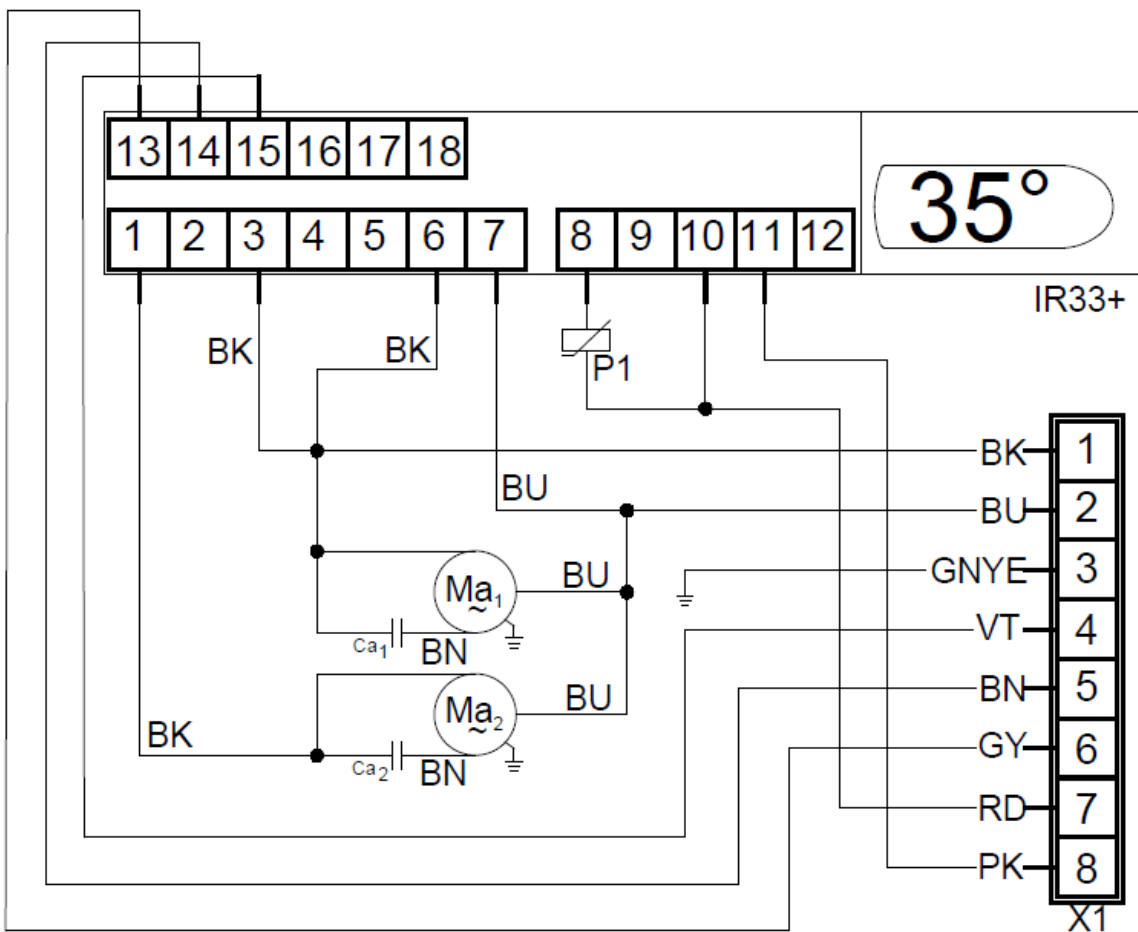 13 14 15 16 17 18
35°
1 2 3 4 5 6 7 8 9 10 11 12
IR33+
BK BK
P1
BK 1
BU
BU 2
GNYE 3
Ma1 BU
~
Ca1 BN
VT 4
BN 5
Ma2 BU
~
BK
GY 6
Ca2 BN
RD 7
PK 8
X1